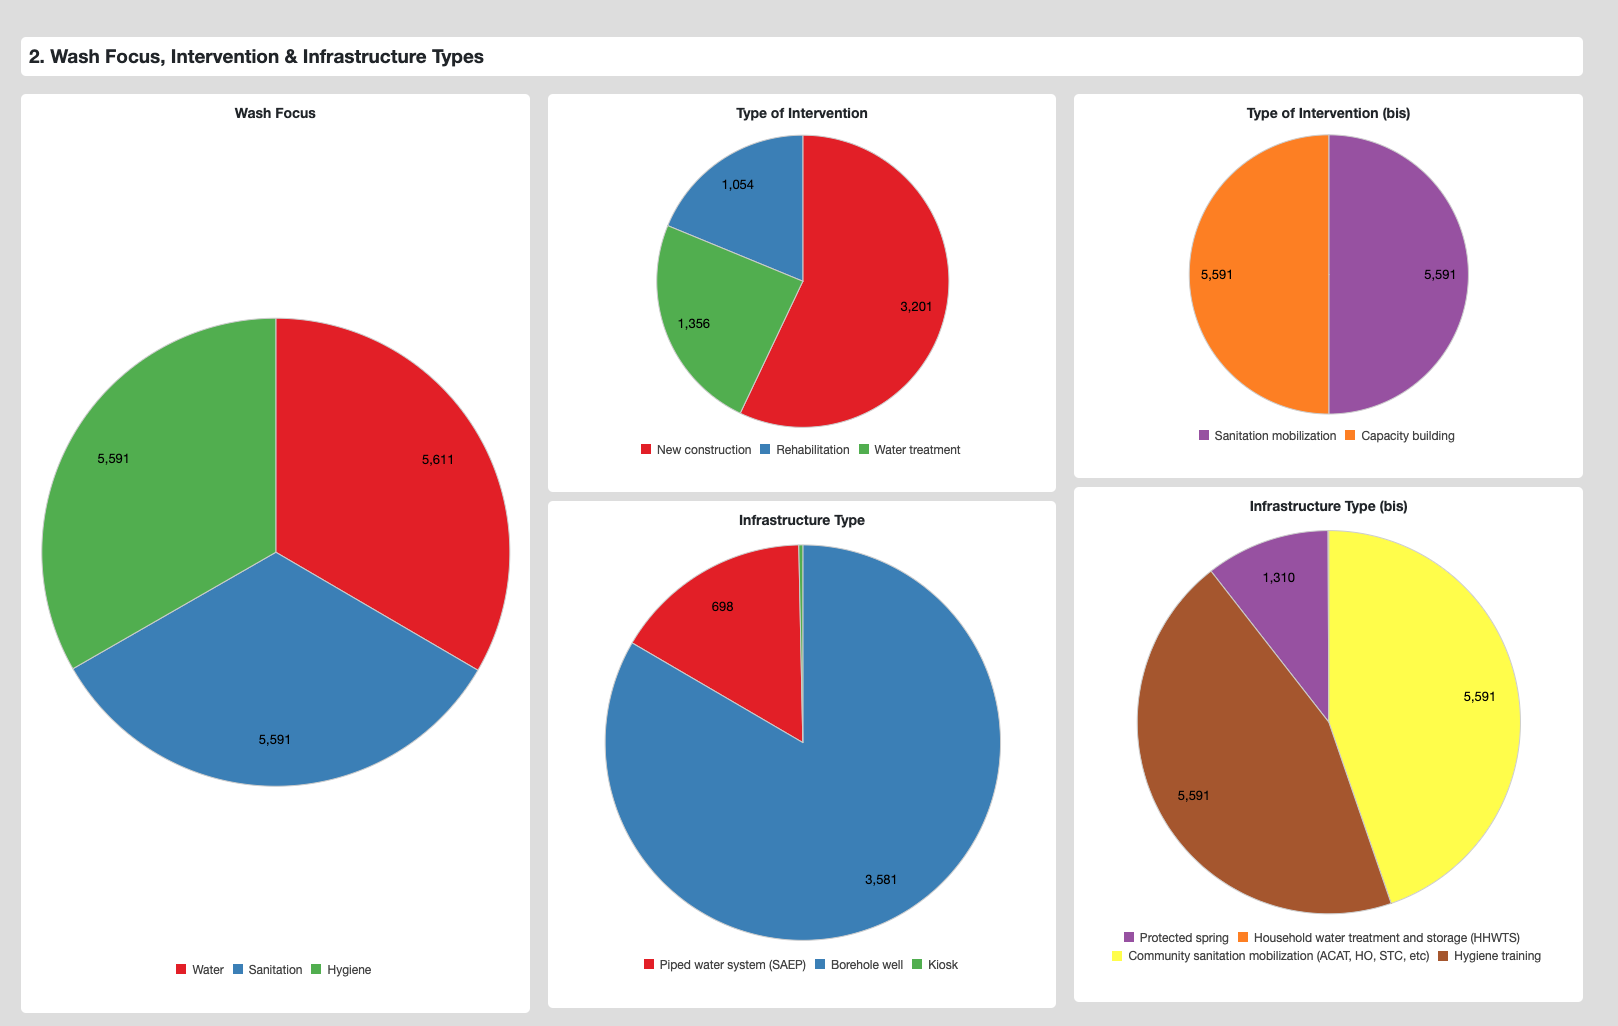 2. Wash Focus, Intervention & Infrastructure Types
Wash Focus
5,591
5,611
5,591
Water Sanitation Hygiene
Type of Intervention
1,054
3,201
1,356
New construction Rehabilitation Water treatment
Type of Intervention (bis)
5,591 5,591
Sanitation mobilization Capacity building
Infrastructure Type
698
3,581
Piped water system (SAEP) Borehole well Kiosk
Infrastructure Type (bis)
1,310
5,591
5,591
Protected spring Household water treatment and storage (HHWTS)
Community sanitation mobilization (ACAT, HO, STC, etc) Hygiene training